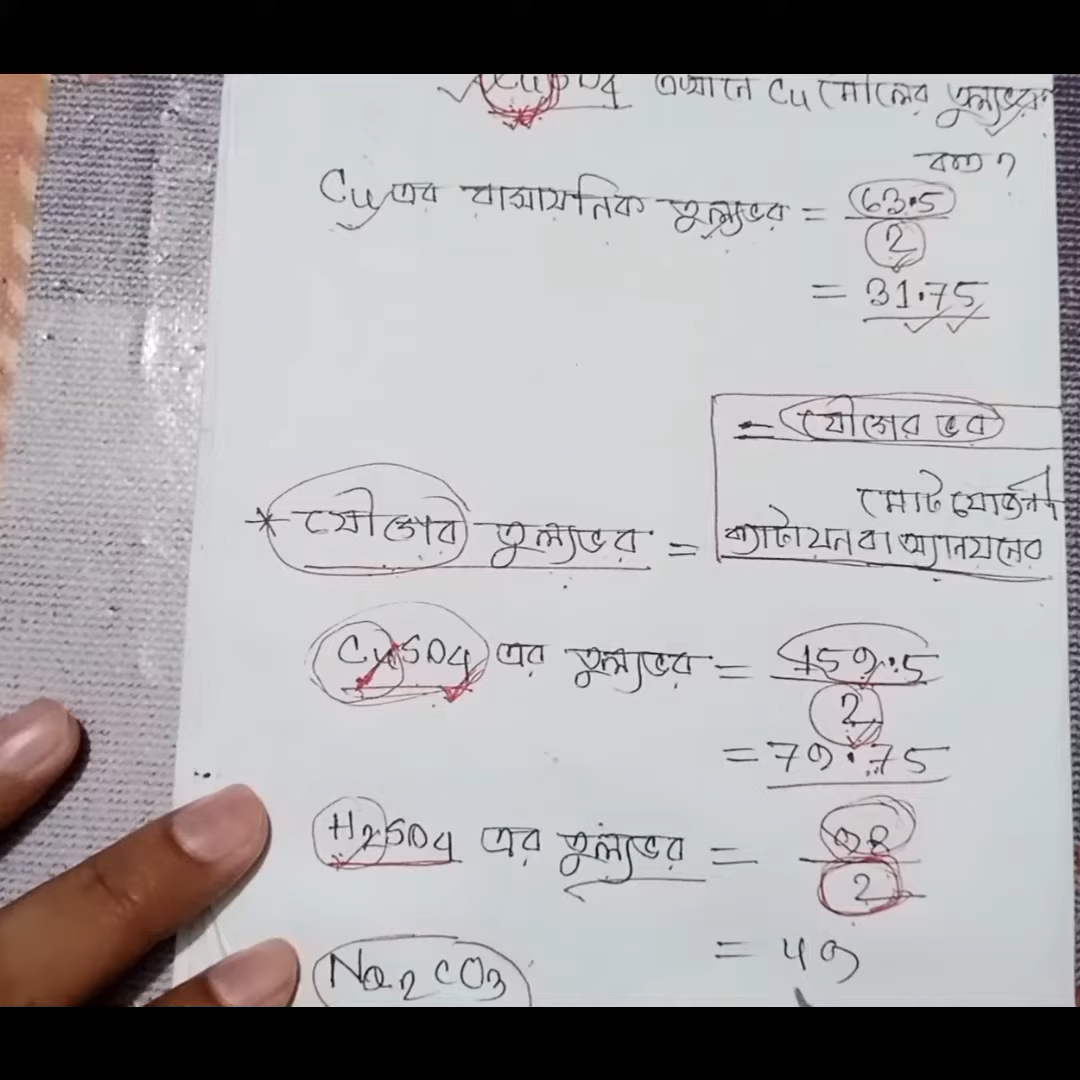 CuSO4 এখানে Cu মৌলের তুল্যভর
কত?
Cu এর রাসায়নিক তুল্যভর = 63.5
2
= 31.75
= যৌগের ভর
মোট যোজনী
ক্যাটায়ন বা অ্যানায়নের
* যৌগের তুল্যভর =
CuSO4 এর তুল্যভর = 159.5
2
= 79.75
H2SO4 এর তুল্যভর = 98
2
= 49
Na2CO3